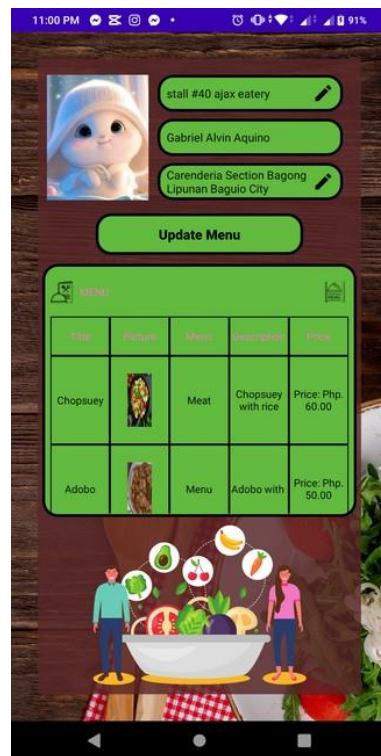 11:00 PM
91%
stall #40 ajax eatery
Gabriel Alvin Aquino
Carenderia Section Bagong
Lipunan Baguio City
Update Menu
MENU
Title Picture Menu Description Price
Chopsuey Meat Chopsuey with rice Price: Php. 60.00
Adobo Menu Adobo with Price: Php. 50.00